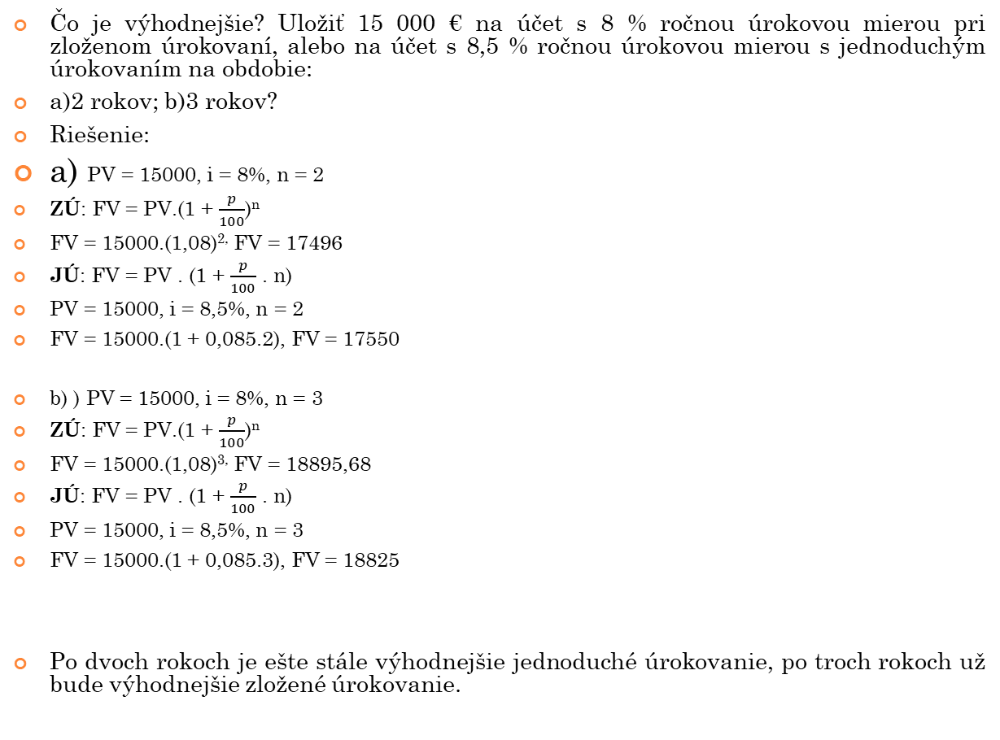 Čo je výhodnejšie? Uložiť 15 000 € na účet s 8 % ročnou úrokovou mierou pri
zloženom úrokovaní, alebo na účet s 8,5 % ročnou úrokovou mierou s jednoduchým
úrokovaním na obdobie:
a)2 rokov; b)3 rokov?
Riešenie:
a) PV = 15000, i = 8%, n = 2
ZÚ: FV = PV.(1 + p/100)ⁿ
FV = 15000.(1,08)²· FV = 17496
JÚ: FV = PV . (1 + p/100 . n)
PV = 15000, i = 8,5%, n = 2
FV = 15000.(1 + 0,085.2), FV = 17550
b) ) PV = 15000, i = 8%, n = 3
ZÚ: FV = PV.(1 + p/100)ⁿ
FV = 15000.(1,08)³· FV = 18895,68
JÚ: FV = PV . (1 + p/100 . n)
PV = 15000, i = 8,5%, n = 3
FV = 15000.(1 + 0,085.3), FV = 18825
Po dvoch rokoch je ešte stále výhodnejšie jednoduché úrokovanie, po troch rokoch už
bude výhodnejšie zložené úrokovanie.